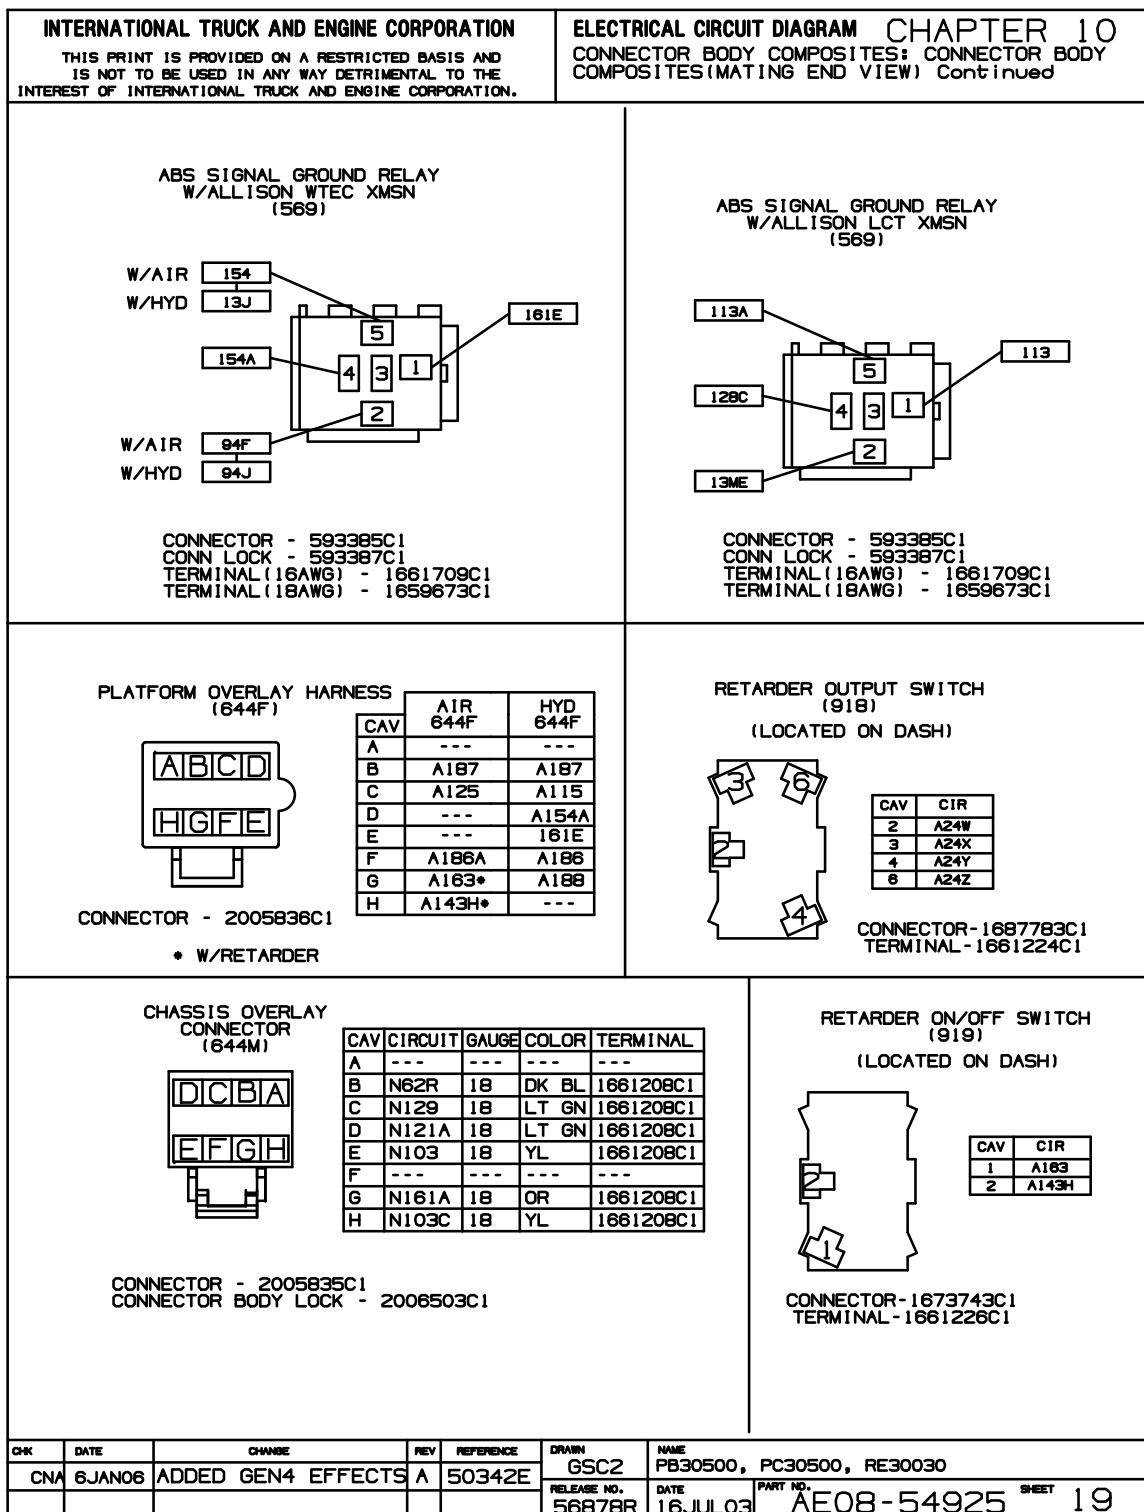 INTERNATIONAL TRUCK AND ENGINE CORPORATION
THIS PRINT IS PROVIDED ON A RESTRICTED BASIS AND
IS NOT TO BE USED IN ANY WAY DETRIMENTAL TO THE
INTEREST OF INTERNATIONAL TRUCK AND ENGINE CORPORATION.
ELECTRICAL CIRCUIT DIAGRAM CHAPTER 10
CONNECTOR BODY COMPOSITES: CONNECTOR BODY
COMPOSITES(MATING END VIEW) Continued
ABS SIGNAL GROUND RELAY
W/ALLISON WTEC XMSN
(569)
W/AIR 154
W/HYD 13J
161E
154A
5
4 3 1
2
W/AIR 94F
W/HYD 94J
CONNECTOR - 593385C1
CONN LOCK - 593387C1
TERMINAL(16AWG) - 1661709C1
TERMINAL(18AWG) - 1659673C1
ABS SIGNAL GROUND RELAY
W/ALLISON LCT XMSN
(569)
113A
113
128C
5
4 3 1
2
13ME
CONNECTOR - 593385C1
CONN LOCK - 593387C1
TERMINAL(16AWG) - 1661709C1
TERMINAL(18AWG) - 1659673C1
PLATFORM OVERLAY HARNESS
(644F)
A B C D
H G F E
CONNECTOR - 2005836C1
* W/RETARDER
CAV AIR 644F HYD 644F
A --- ---
B A187 A187
C A125 A115
D --- A154A
E --- 161E
F A186A A186
G A163* A188
H A143H* ---
RETARDER OUTPUT SWITCH
(918)
(LOCATED ON DASH)
3 6
2
4
CAV CIR
2 A24W
3 A24X
4 A24Y
6 A24Z
CONNECTOR-1687783C1
TERMINAL-1661224C1
CHASSIS OVERLAY
CONNECTOR
(644M)
D C B A
E F G H
CAV CIRCUIT GAUGE COLOR TERMINAL
A --- --- --- ---
B N62R 18 DK BL 1661208C1
C N129 18 LT GN 1661208C1
D N121A 18 LT GN 1661208C1
E N103 18 YL 1661208C1
F --- --- --- ---
G N161A 18 OR 1661208C1
H N103C 18 YL 1661208C1
CONNECTOR - 2005835C1
CONNECTOR BODY LOCK - 2006503C1
RETARDER ON/OFF SWITCH
(919)
(LOCATED ON DASH)
2
1
CAV CIR
1 A163
2 A143H
CONNECTOR-1673743C1
TERMINAL-1661226C1
CHK DATE CHANGE REV REFERENCE
CNA 6JAN06 ADDED GEN4 EFFECTS A 50342E
DRAWN
GSC2
NAME
PB30500, PC30500, RE30030
RELEASE NO.
56878R
DATE
16JUL03
PART NO.
AE08-54925
SHEET 19